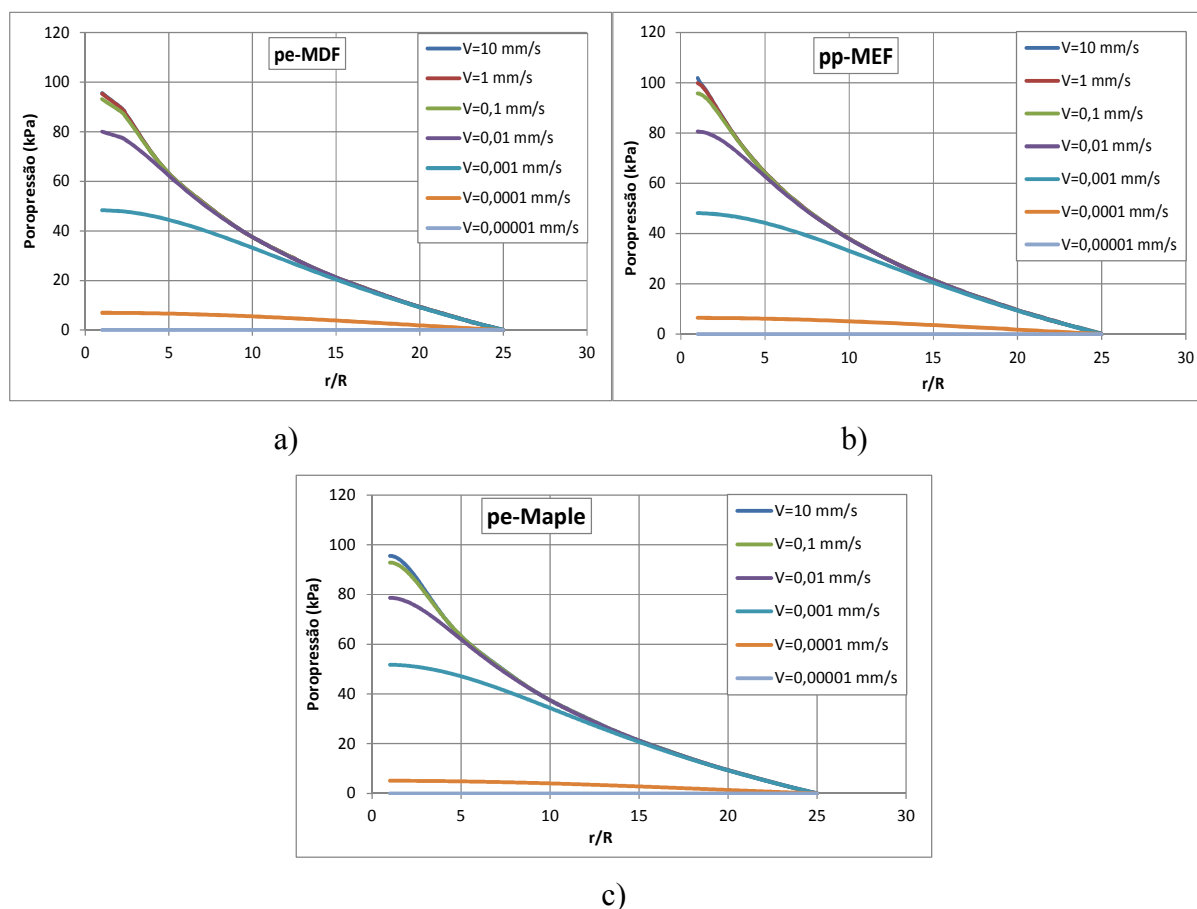 pe-MDF
Poropressão (kPa)
120
100
80
60
40
20
0
0 5 10 15 20 25 30
r/R
V=10 mm/s
V=1 mm/s
V=0,1 mm/s
V=0,01 mm/s
V=0,001 mm/s
V=0,0001 mm/s
V=0,00001 mm/s
a)
pp-MEF
Poropressão (kPa)
120
100
80
60
40
20
0
0 5 10 15 20 25 30
r/R
V=10 mm/s
V=1 mm/s
V=0,1 mm/s
V=0,01 mm/s
V=0,001 mm/s
V=0,0001 mm/s
V=0,00001 mm/s
b)
pe-Maple
Poropressão (kPa)
120
100
80
60
40
20
0
0 5 10 15 20 25 30
r/R
V=10 mm/s
V=0,1 mm/s
V=0,01 mm/s
V=0,001 mm/s
V=0,0001 mm/s
V=0,00001 mm/s
c)